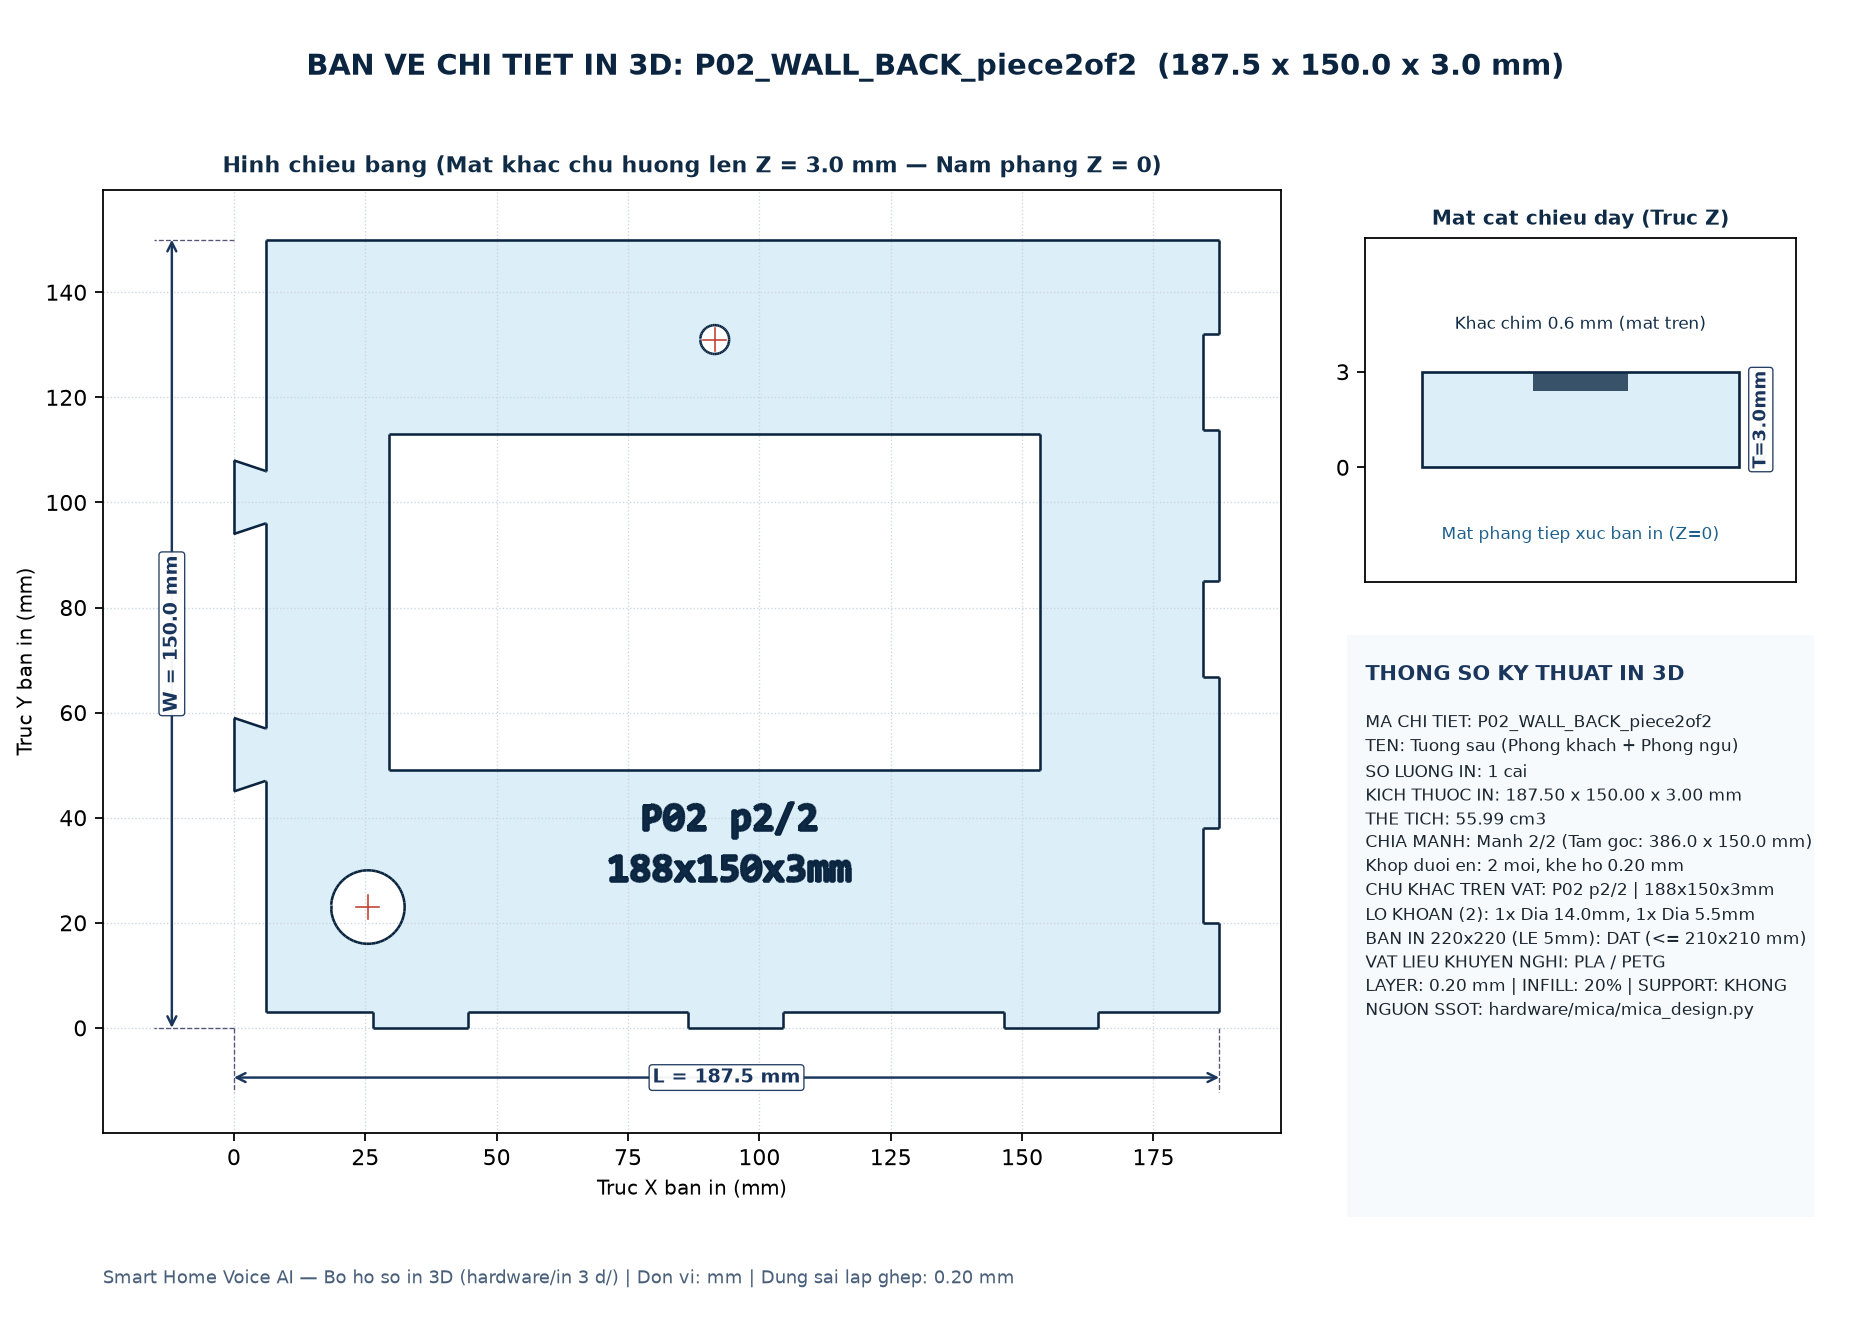 BAN VE CHI TIET IN 3D: P02_WALL_BACK_piece2of2 (187.5 x 150.0 x 3.0 mm)
Hinh chieu bang (Mat khac chu huong len Z = 3.0 mm — Nam phang Z = 0)
Truc Y ban in (mm)
140
120
100
80
60
40
20
0
W = 150.0 mm
P02 p2/2
188x150x3mm
L = 187.5 mm
0
25
50
75
100
125
150
175
Truc X ban in (mm)
Mat cat chieu day (Truc Z)
Khac chim 0.6 mm (mat tren)
3
0
T=3.0mm
Mat phang tiep xuc ban in (Z=0)
THONG SO KY THUAT IN 3D
MA CHI TIET: P02_WALL_BACK_piece2of2
TEN: Tuong sau (Phong khach + Phong ngu)
SO LUONG IN: 1 cai
KICH THUOC IN: 187.50 x 150.00 x 3.00 mm
THE TICH: 55.99 cm3
CHIA MANH: Manh 2/2 (Tam goc: 386.0 x 150.0 mm)
Khop duoi en: 2 moi, khe ho 0.20 mm
CHU KHAC TREN VAT: P02 p2/2 | 188x150x3mm
LO KHOAN (2): 1x Dia 14.0mm, 1x Dia 5.5mm
BAN IN 220x220 (LE 5mm): DAT (<= 210x210 mm)
VAT LIEU KHUYEN NGHI: PLA / PETG
LAYER: 0.20 mm | INFILL: 20% | SUPPORT: KHONG
NGUON SSOT: hardware/mica/mica_design.py
Smart Home Voice AI — Bo ho so in 3D (hardware/in 3 d/) | Don vi: mm | Dung sai lap ghep: 0.20 mm